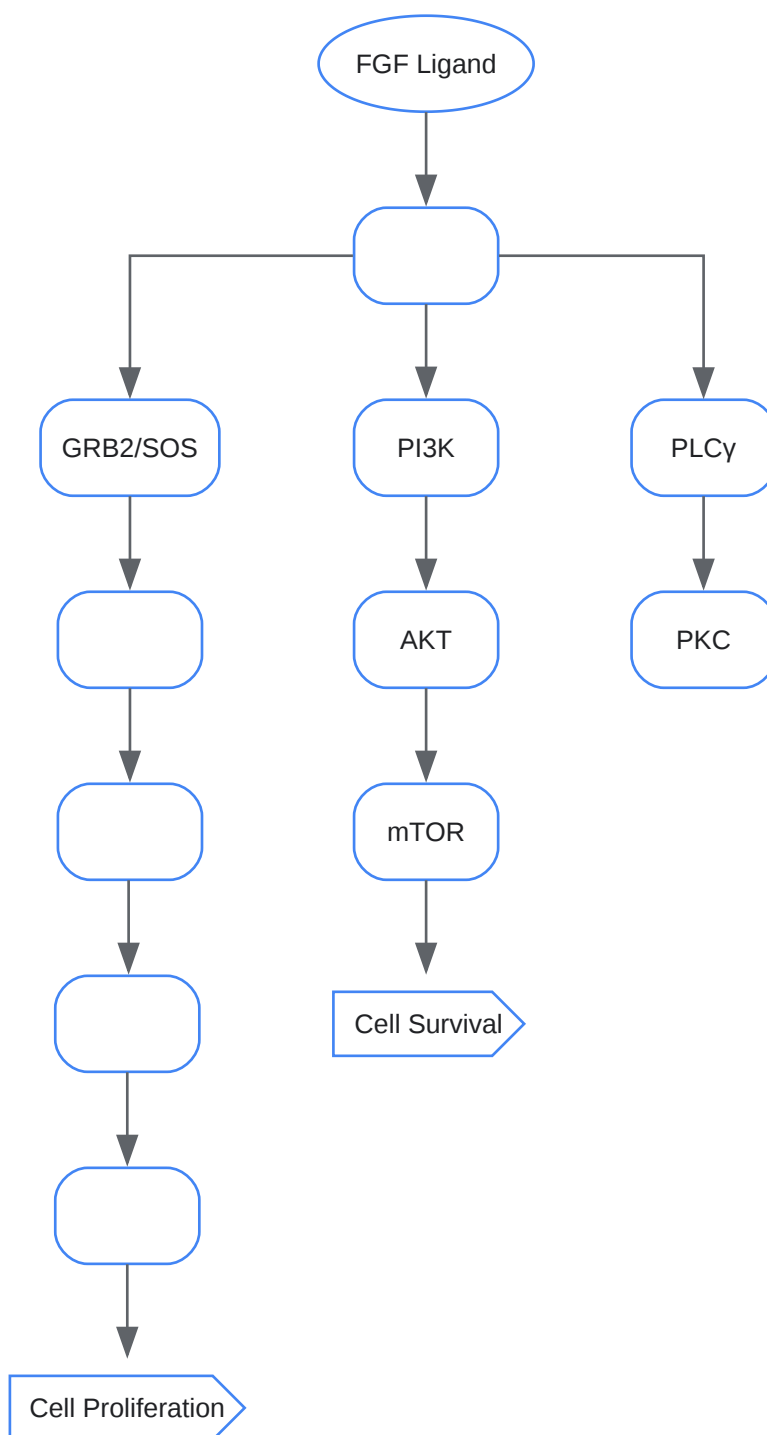 FGF Ligand
GRB2/SOS
PI3K
PLCγ
AKT
PKC
mTOR
Cell Survival
Cell Proliferation